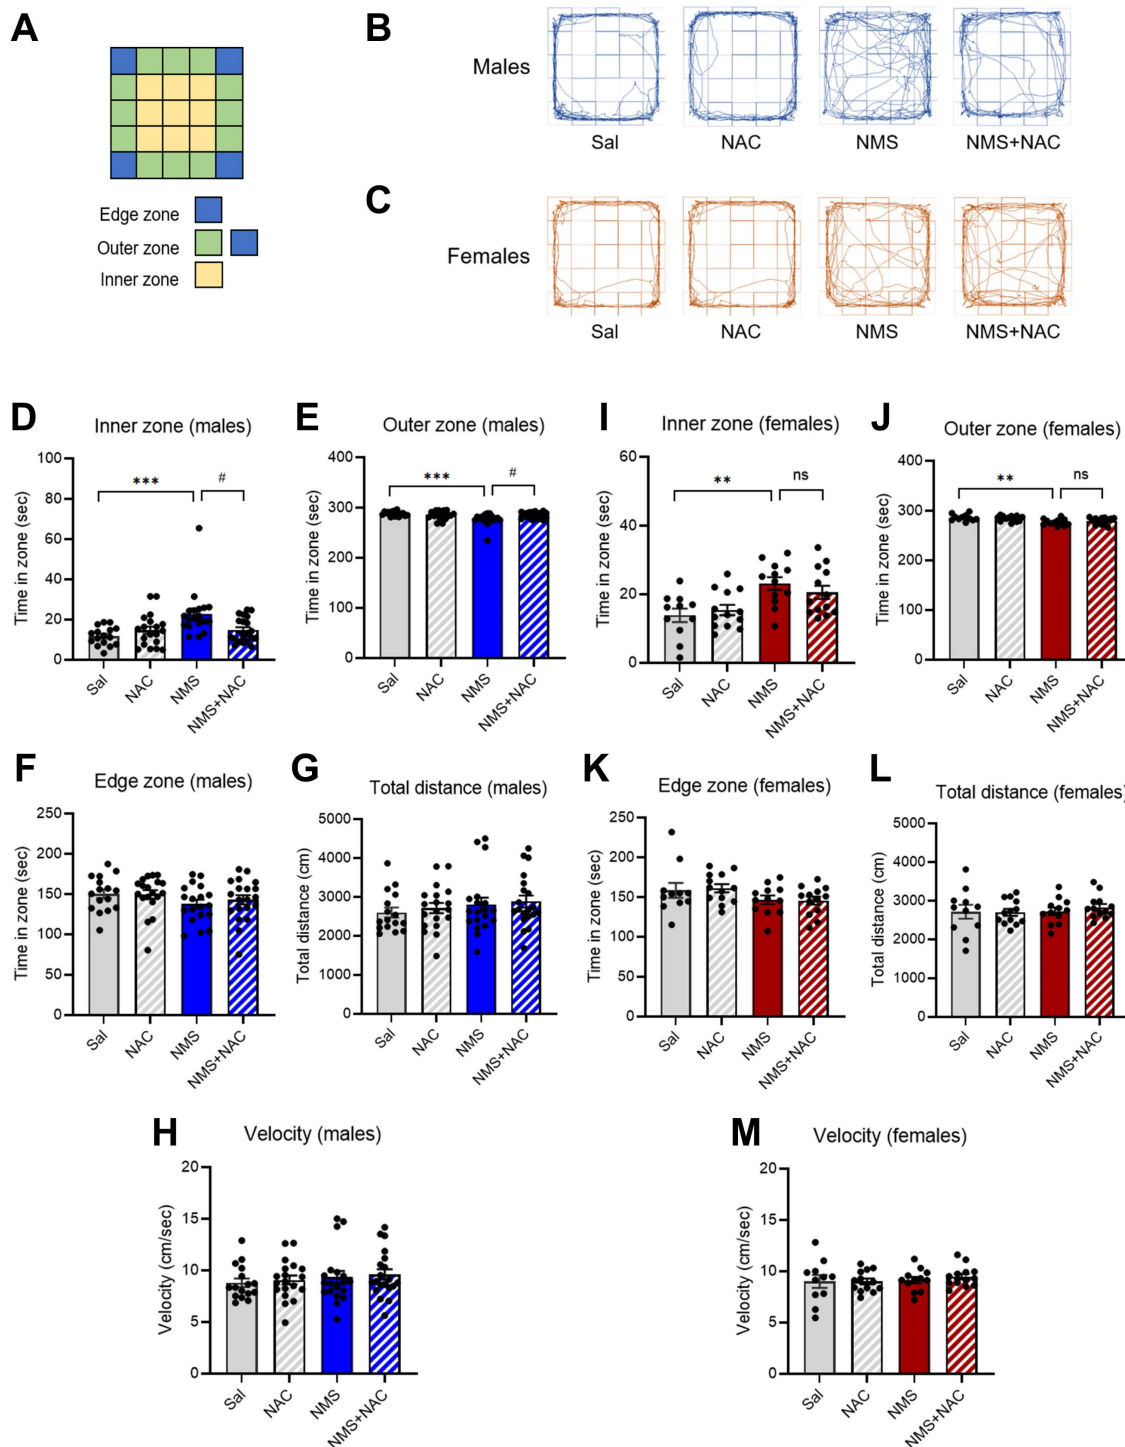 A
Edge zone
Outer zone
Inner zone
B
Males
Sal
NAC
NMS
NMS+NAC
C
Females
Sal
NAC
NMS
NMS+NAC
D
Inner zone (males)
Time in zone (sec)
100
80
60
40
20
0
***
#
Sal
NAC
NMS
NMS+NAC
E
Outer zone (males)
Time in zone (sec)
400
300
200
100
0
***
#
Sal
NAC
NMS
NMS+NAC
I
Inner zone (females)
Time in zone (sec)
60
40
20
0
**
ns
Sal
NAC
NMS
NMS+NAC
J
Outer zone (females)
Time in zone (sec)
400
300
200
100
0
**
ns
Sal
NAC
NMS
NMS+NAC
F
Edge zone (males)
Time in zone (sec)
250
200
150
100
50
0
Sal
NAC
NMS
NMS+NAC
G
Total distance (males)
Total distance (cm)
5000
4000
3000
2000
1000
0
Sal
NAC
NMS
NMS+NAC
K
Edge zone (females)
Time in zone (sec)
250
200
150
100
50
0
Sal
NAC
NMS
NMS+NAC
L
Total distance (females)
Total distance (cm)
5000
4000
3000
2000
1000
0
Sal
NAC
NMS
NMS+NAC
H
Velocity (males)
Velocity (cm/sec)
20
15
10
5
0
Sal
NAC
NMS
NMS+NAC
M
Velocity (females)
Velocity (cm/sec)
20
15
10
5
0
Sal
NAC
NMS
NMS+NAC